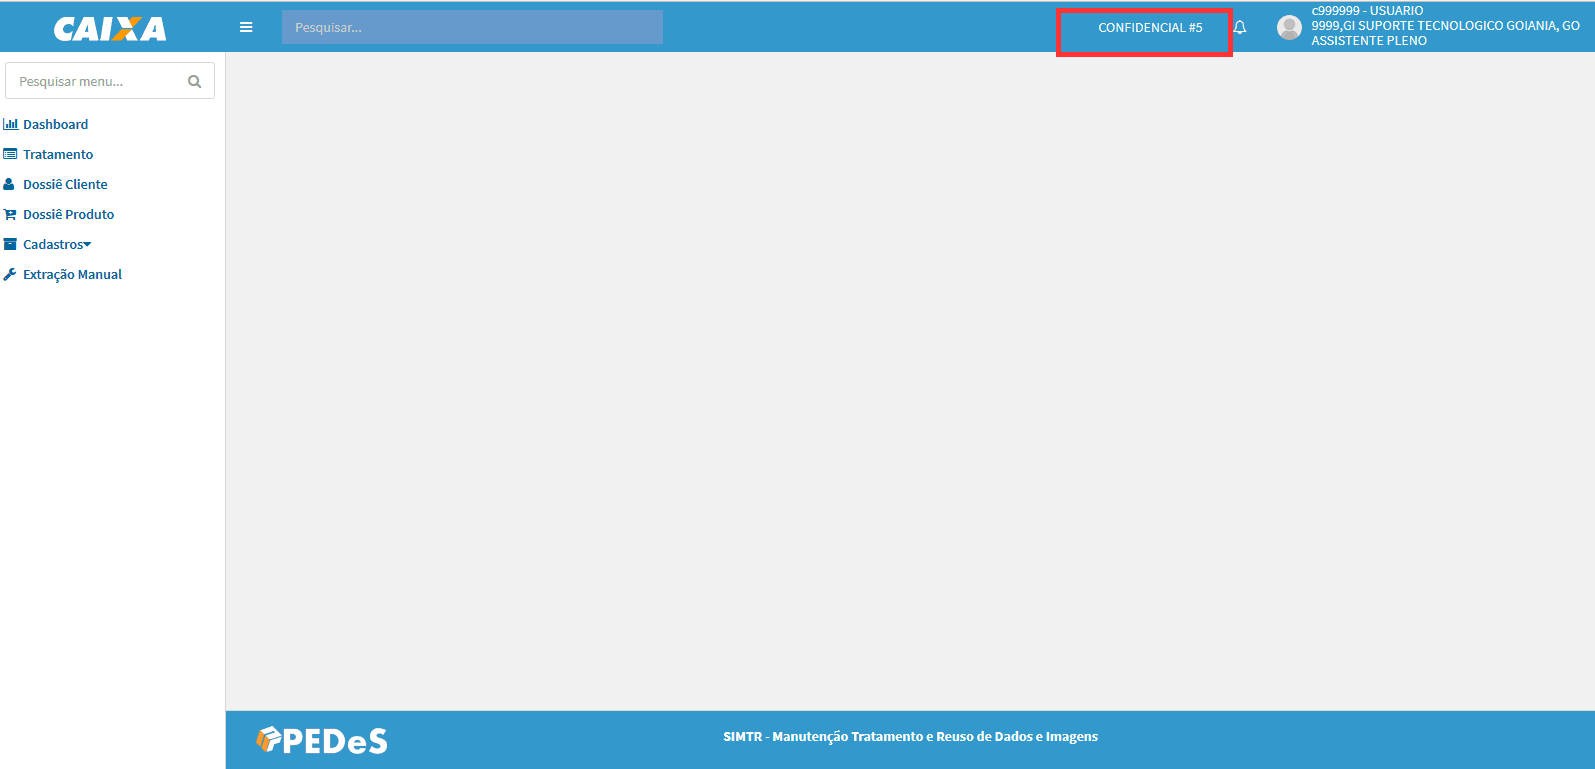 CAIXA
Pesquisar...
CONFIDENCIAL #5
c999999 - USUARIO
9999,GI SUPORTE TECNOLOGICO GOIANIA, GO
ASSISTENTE PLENO
Pesquisar menu...
Dashboard
Tratamento
Dossiê Cliente
Dossiê Produto
Cadastros
Extração Manual
PEDeS
SIMTR - Manutenção Tratamento e Reuso de Dados e Imagens